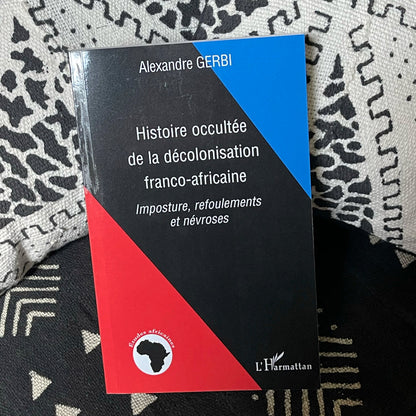 Alexandre GERBI
Histoire occultée
de la décolonisation
franco-africaine
Imposture, refoulements
et névroses
Études africaines
L'Harmattan